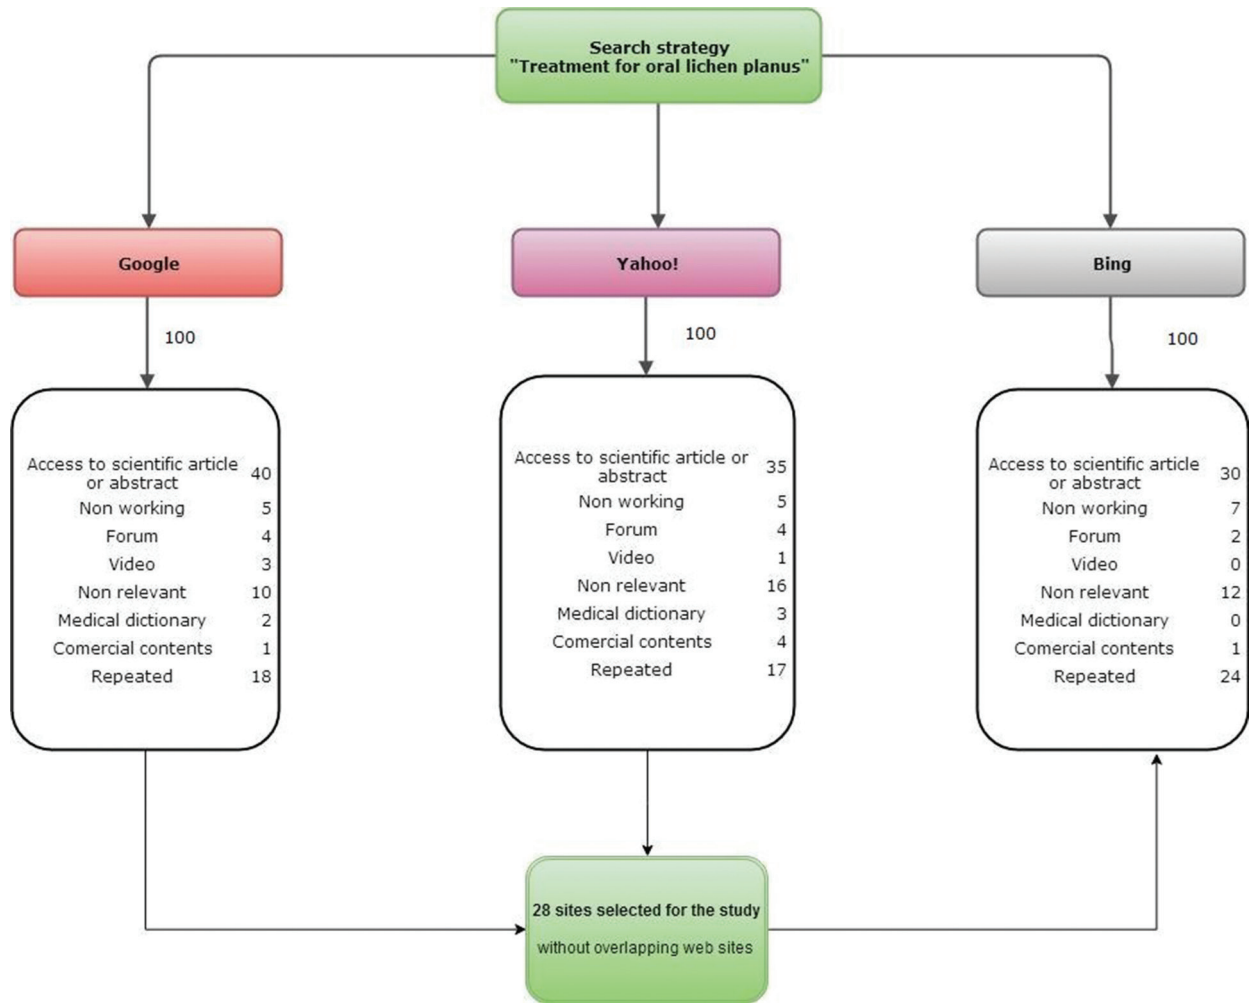 Search strategy
"Treatment for oral lichen planus"
Google
Yahoo!
Bing
100
100
100
Access to scientific article
or abstract 40
Non working 5
Forum 4
Video 3
Non relevant 10
Medical dictionary 2
Comercial contents 1
Repeated 18
Access to scientific article or
abstract 35
Non working 5
Forum 4
Video 1
Non relevant 16
Medical dictionary 3
Comercial contents 4
Repeated 17
Access to scientific article
or abstract 30
Non working 7
Forum 2
Video 0
Non relevant 12
Medical dictionary 0
Comercial contents 1
Repeated 24
28 sites selected for the study
without overlapping web sites